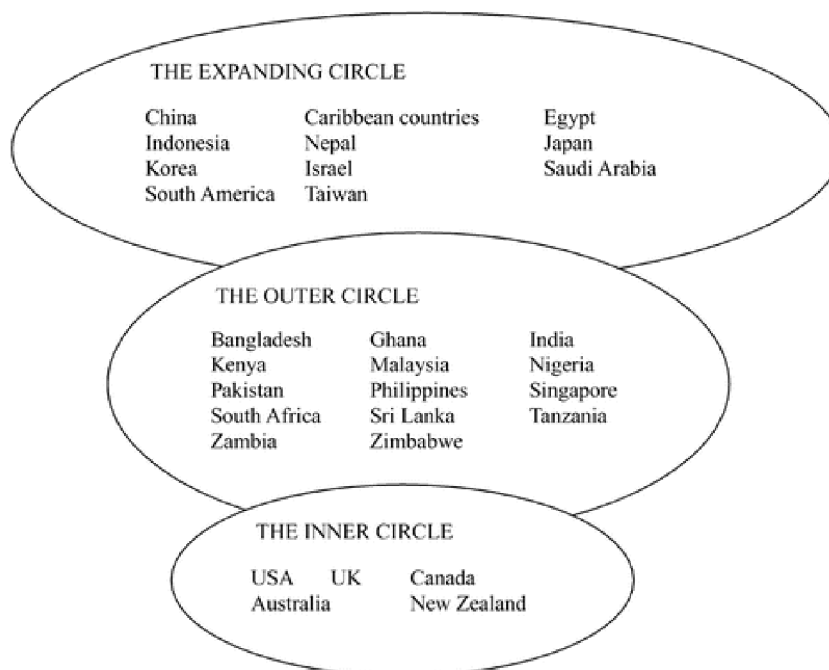 THE EXPANDING CIRCLE
China Caribbean countries Egypt
Indonesia Nepal Japan
Korea Israel Saudi Arabia
South America Taiwan
THE OUTER CIRCLE
Bangladesh Ghana India
Kenya Malaysia Nigeria
Pakistan Philippines Singapore
South Africa Sri Lanka Tanzania
Zambia Zimbabwe
THE INNER CIRCLE
USA UK Canada
Australia New Zealand